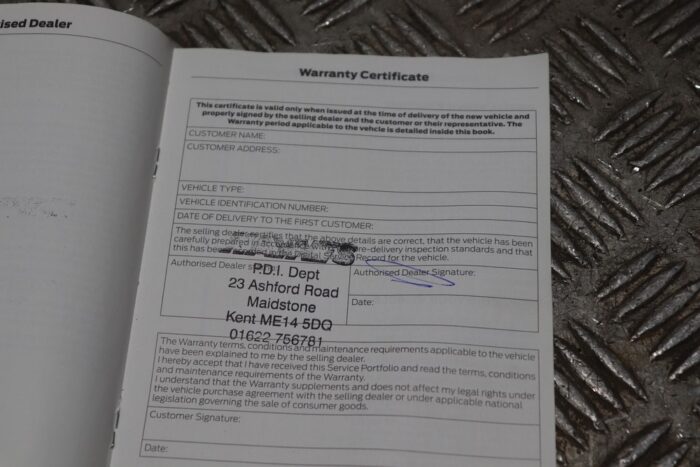 ised Dealer
Warranty Certificate
This certificate is valid only when issued at the time of delivery of the new vehicle and
properly signed by the selling dealer and the customer or their representative. The
Warranty period applicable to the vehicle is detailed inside this book.
CUSTOMER NAME:
CUSTOMER ADDRESS:
VEHICLE TYPE:
VEHICLE IDENTIFICATION NUMBER:
DATE OF DELIVERY TO THE FIRST CUSTOMER:
The selling dealer certifies that the above details are correct, that the vehicle has been
carefully prepared in accordance with pre-delivery inspection standards and that
this has been in the Digital Service Record for the vehicle.
Authorised Dealer
Authorised Dealer Signature:
Date:
P.D.I. Dept
23 Ashford Road
Maidstone
Kent ME14 5DQ
01622 756781
The Warranty terms, conditions and maintenance requirements applicable to the vehicle
have been explained to me by the selling dealer.
I hereby accept that I have received this Service Portfolio and read the terms, conditions
and maintenance requirements of the Warranty.
I understand that the Warranty supplements and does not affect my legal rights under
the vehicle purchase agreement with the selling dealer or under applicable national
legislation governing the sale of consumer goods.
Customer Signature:
Date: